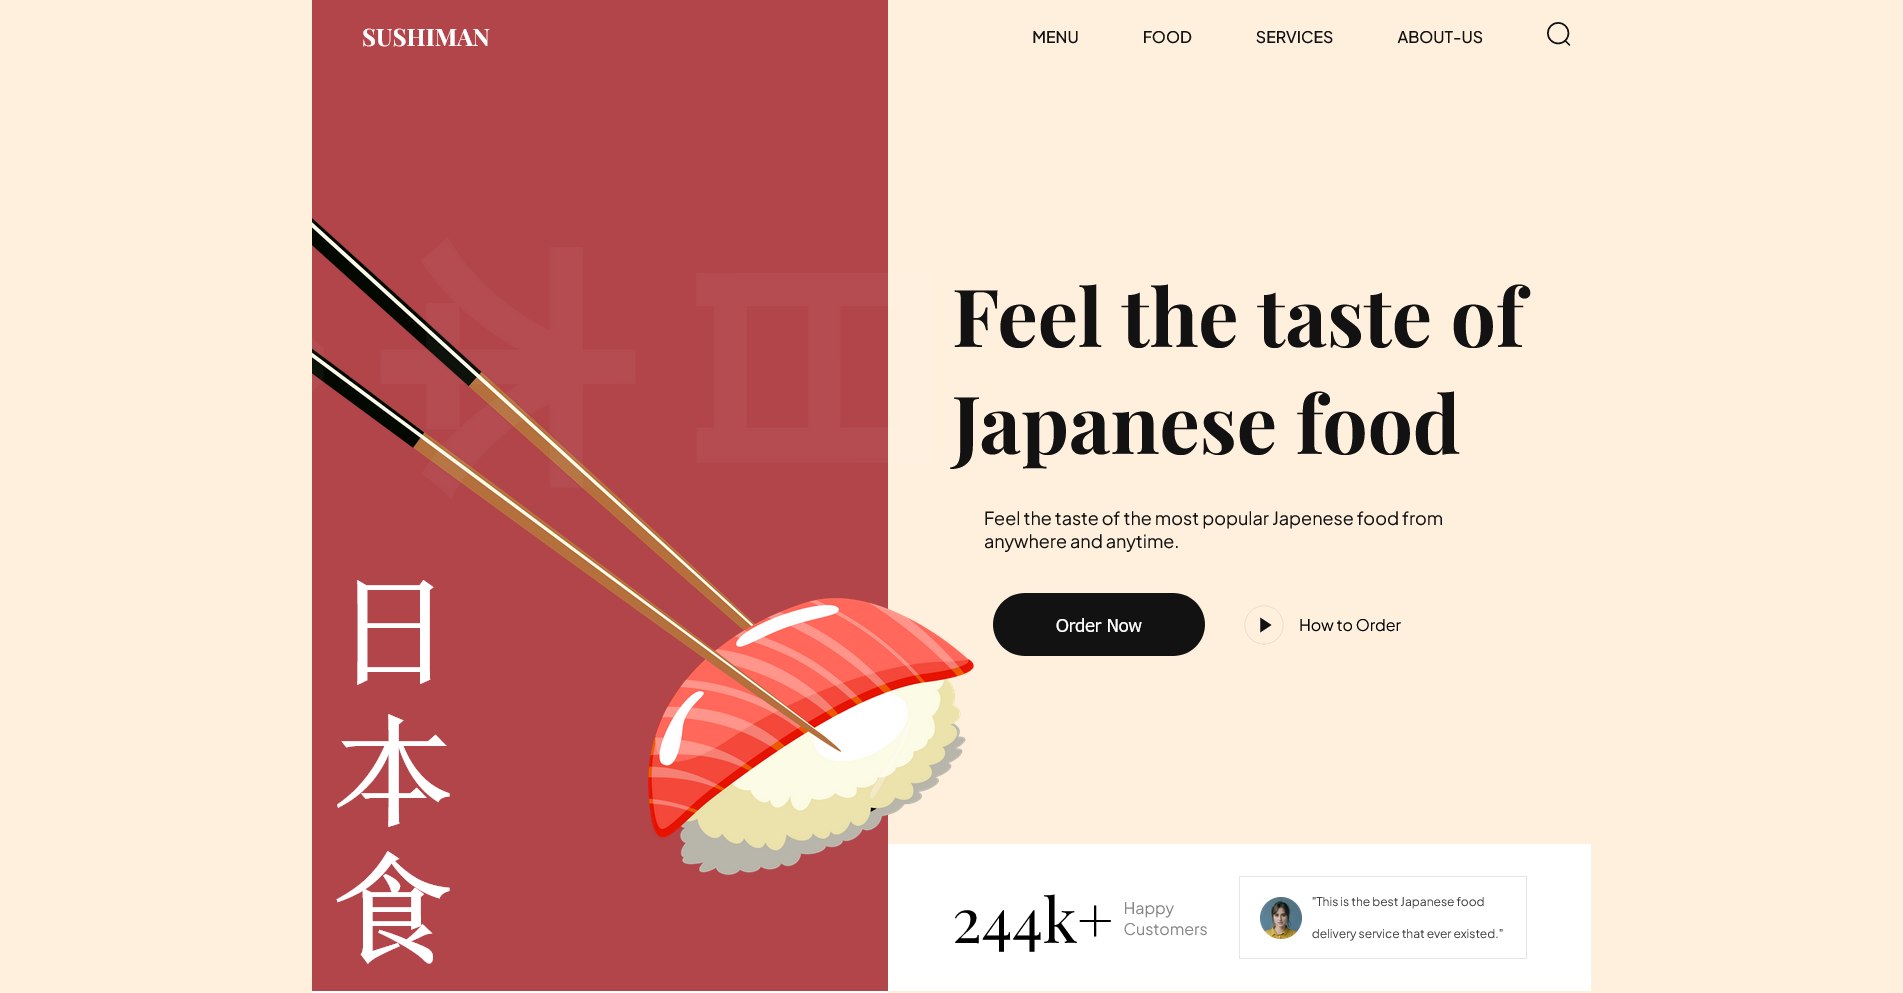 SUSHIMAN
MENU
FOOD
SERVICES
ABOUT-US
Feel the taste of
Japanese food
Feel the taste of the most popular Japenese food from
anywhere and anytime.
Order Now
How to Order
日
本
食
244k+
Happy
Customers
"This is the best Japanese food
delivery service that ever existed."